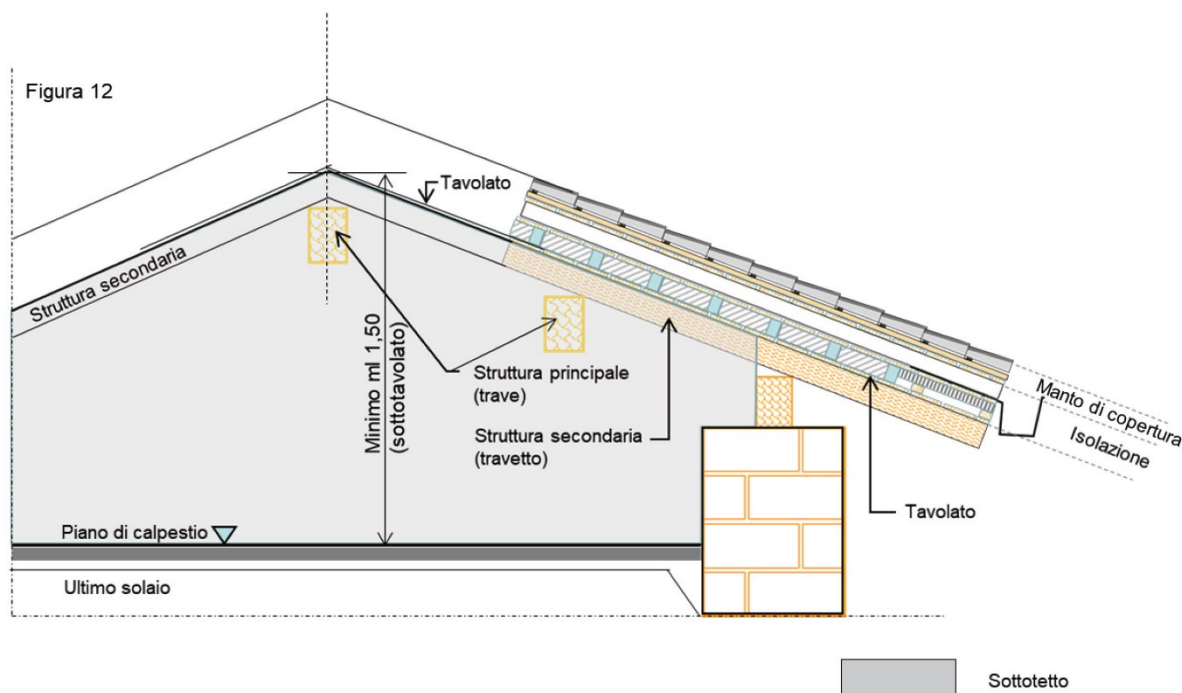 Figura 12
Tavolato
Struttura secondaria
Minimo ml 1,50
(sottotavolato)
Struttura principale
(trave)
Struttura secondaria
(travetto)
Manto di copertura
Isolazione
Tavolato
Piano di calpestio
Ultimo solaio
Sottotetto